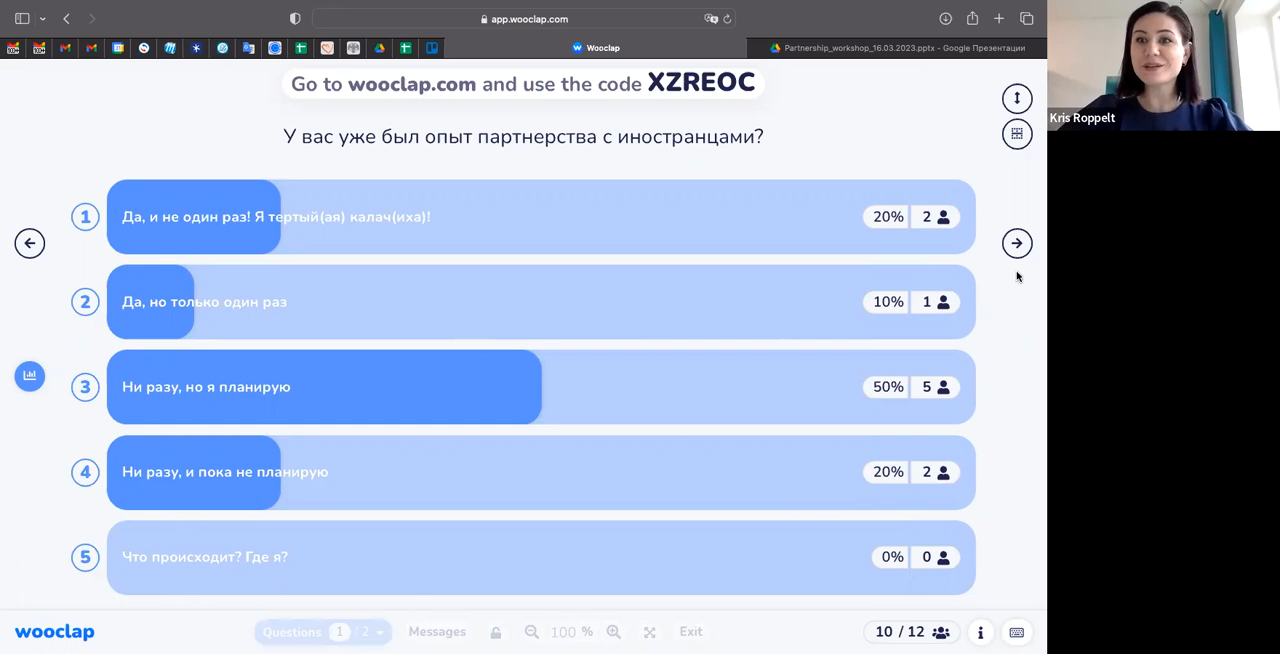 app.wooclap.com
Wooclap
Partnership_workshop_16.03.2023.pptx - Google Презентации
Go to wooclap.com and use the code XZREOC
У вас уже был опыт партнерства с иностранцами?
1 Да, и не один раз! Я тертый(ая) калач(иха)! 20% 2
2 Да, но только один раз 10% 1
3 Ни разу, но я планирую 50% 5
4 Ни разу, и пока не планирую 20% 2
5 Что происходит? Где я? 0% 0
wooclap Questions 1 / 2 Messages 100 % Exit 10 / 12
Kris Roppelt